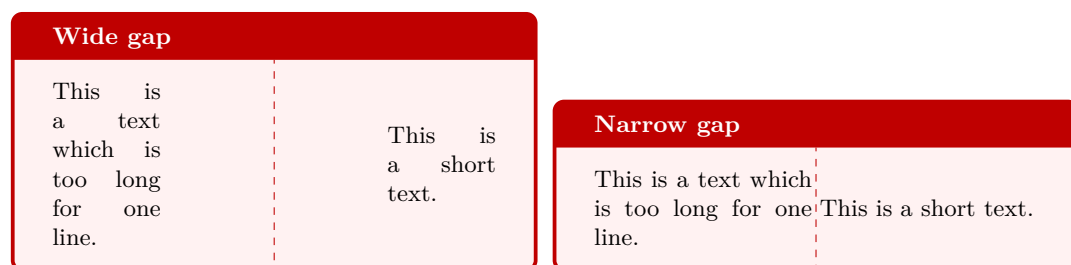 Wide gap
This is
a text
which is
too long
for one
line.
This is
a short
text.
Narrow gap
This is a text which
is too long for one
line.
This is a short text.